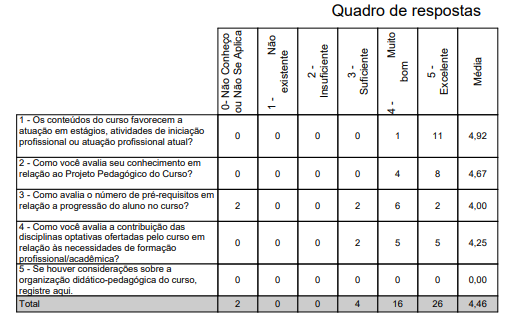 Quadro de respostas
0- Não Conheço
ou Não Se Aplica
1 - Não
existente
2 -
Insuficiente
3 -
Suficiente
4 - Muito
bom
5 -
Excelente
Média
1 - Os conteúdos do curso favorecem a
atuação em estágios, atividades de iniciação
profissional ou atuação profissional atual?
0 0 0 0 1 11 4,92
2 - Como você avalia seu conhecimento em
relação ao Projeto Pedagógico do Curso?
0 0 0 0 4 8 4,67
3 - Como avalia o número de pré-requisitos em
relação a progressão do aluno no curso?
2 0 0 2 6 2 4,00
4 - Como você avalia a contribuição das
disciplinas optativas ofertadas pelo curso em
relação às necessidades de formação
profissional/acadêmica?
0 0 0 2 5 5 4,25
5 - Se houver considerações sobre a
organização didático-pedagógica do curso,
registre aqui.
0 0 0 0 0 0 0,00
Total 2 0 0 4 16 26 4,46